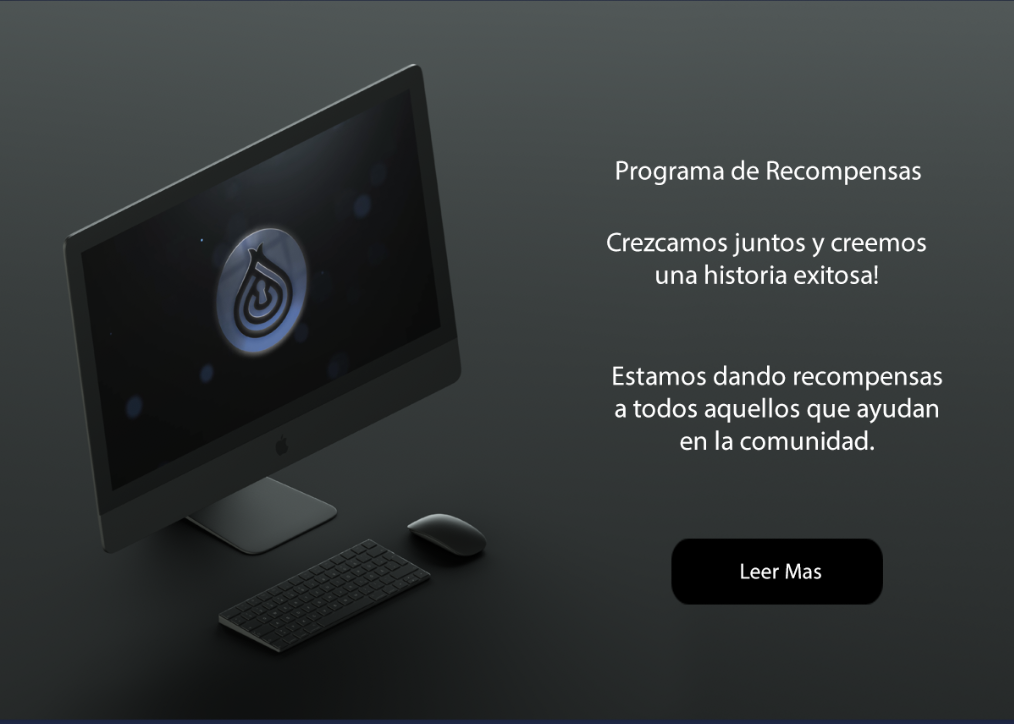 Programa de Recompensas
Crezcamos juntos y creemos
una historia exitosa!
Estamos dando recompensas
a todos aquellos que ayudan
en la comunidad.
Leer Mas